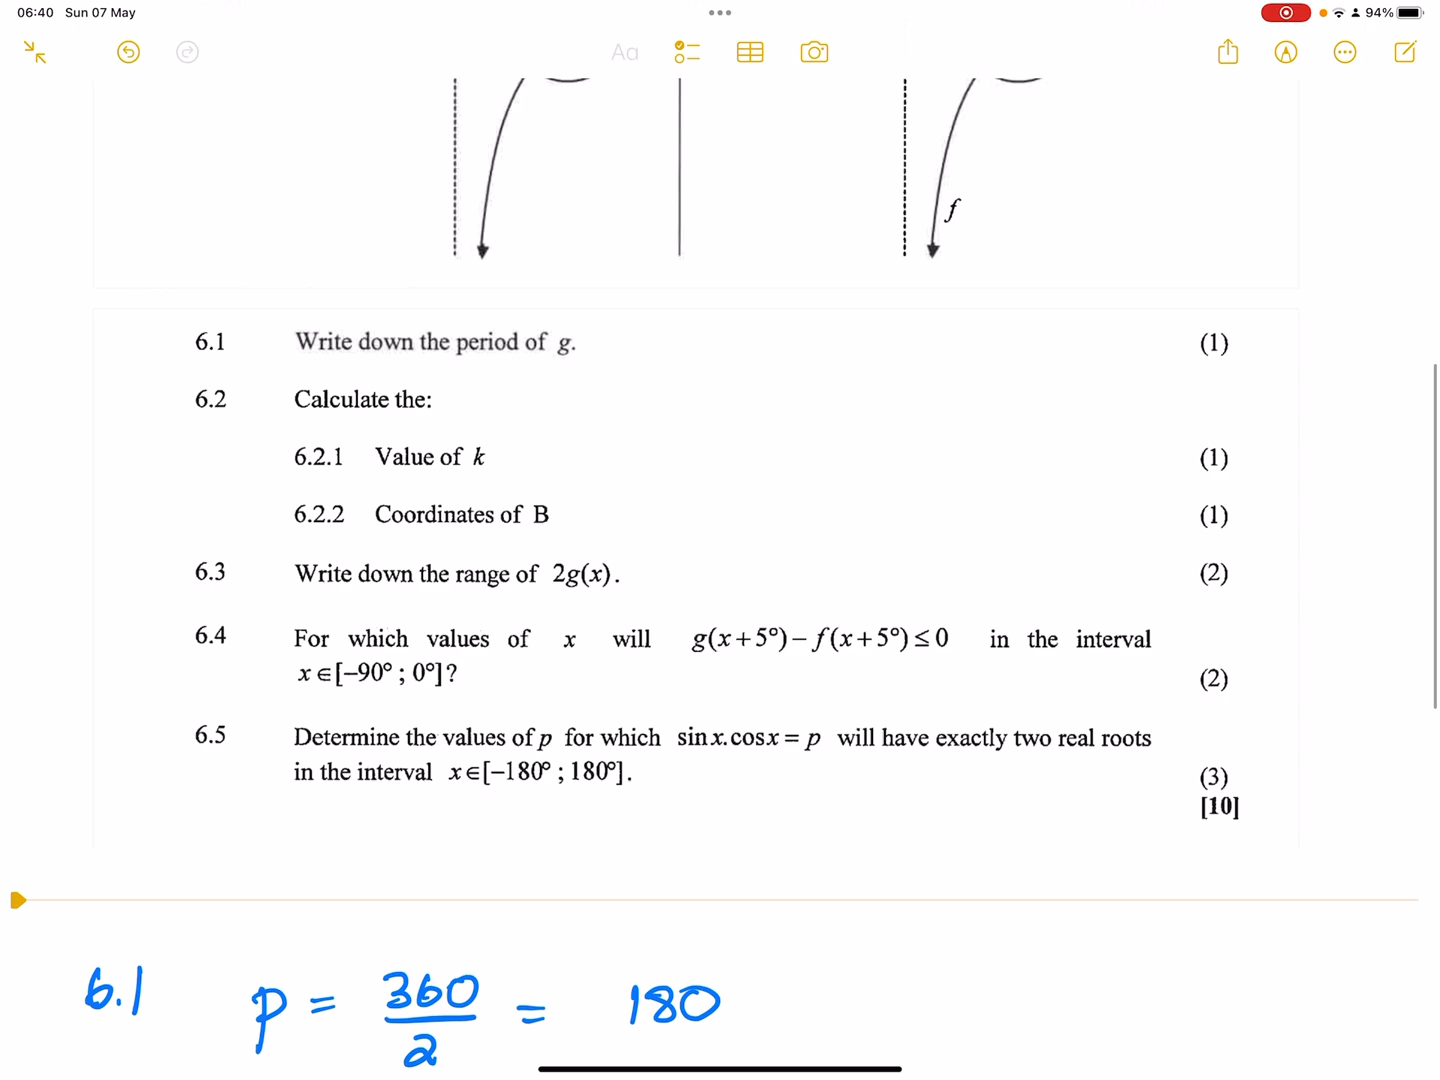 06:40 Sun 07 May
94%
Aa
f
6.1 Write down the period of g. (1)
6.2 Calculate the:
6.2.1 Value of k (1)
6.2.2 Coordinates of B (1)
6.3 Write down the range of 2g(x). (2)
6.4 For which values of x will g(x+5°)−f(x+5°)≤0 in the interval
x∈[−90° ; 0°]? (2)
6.5 Determine the values of p for which sin x.cos x = p will have exactly two real roots
in the interval x∈[−180° ; 180°]. (3)
[10]
6.1 p = 360/2 = 180